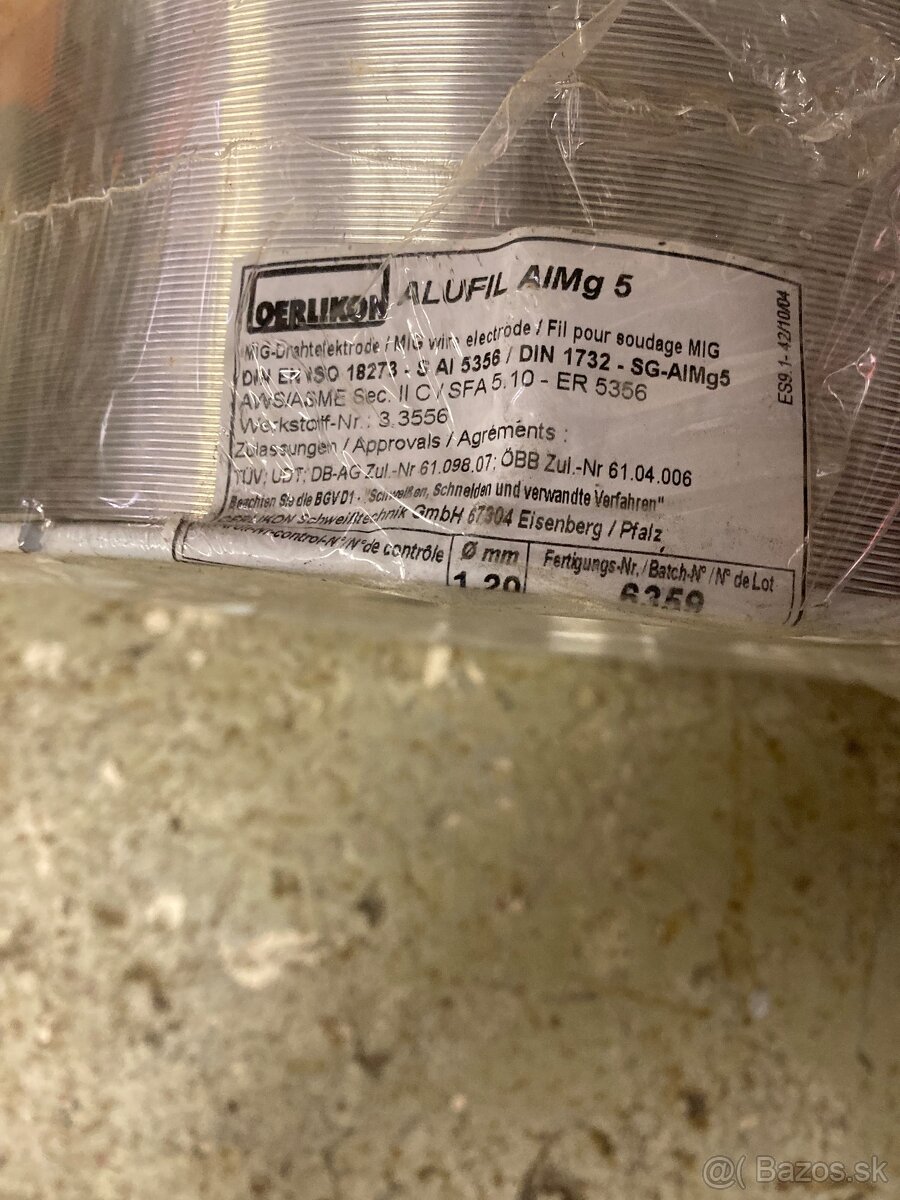 OERLIKON ALUFIL AlMg 5
MIG-Drahtelektrode / MIG wire electrode / Fil pour soudage MIG
DIN EN ISO 18273 - S Al 5356 / DIN 1732 - SG-AlMg5
AWS/ASME Sec. II C / SFA 5.10 - ER 5356
Werkstoff-Nr.: 3.3556
Zulassungen / Approvals / Agréments :
TÜV; UDT; DB-AG Zul.-Nr 61.098.07; ÖBB Zul.-Nr 61.04.006
Beachten Sie die BGV D1 - "Schweißen, Schneiden und verwandte Verfahren"
OERLIKON Schweißtechnik GmbH 67304 Eisenberg / Pfalz
control-N°/N° de contrôle
Ø mm
1.20
Fertigungs-Nr. / Batch-N° / N° de Lot
6359
ES9.1- 42/10/04
@( Bazos.sk